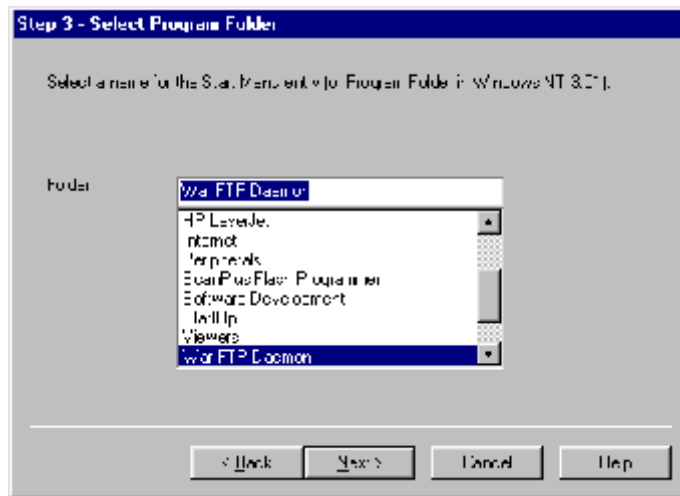 Step 3 - Select Program Folder
Select a name for the Start Menu entry (or Program Folder in Windows NT 3.51).
Folder
War FTP Daemon
HP LaserJet
Internet
Peripherals
ScanPlus Flash Programmer
Software Development
StartUp
Viewers
War FTP Daemon
< Back
Next >
Cancel
Help